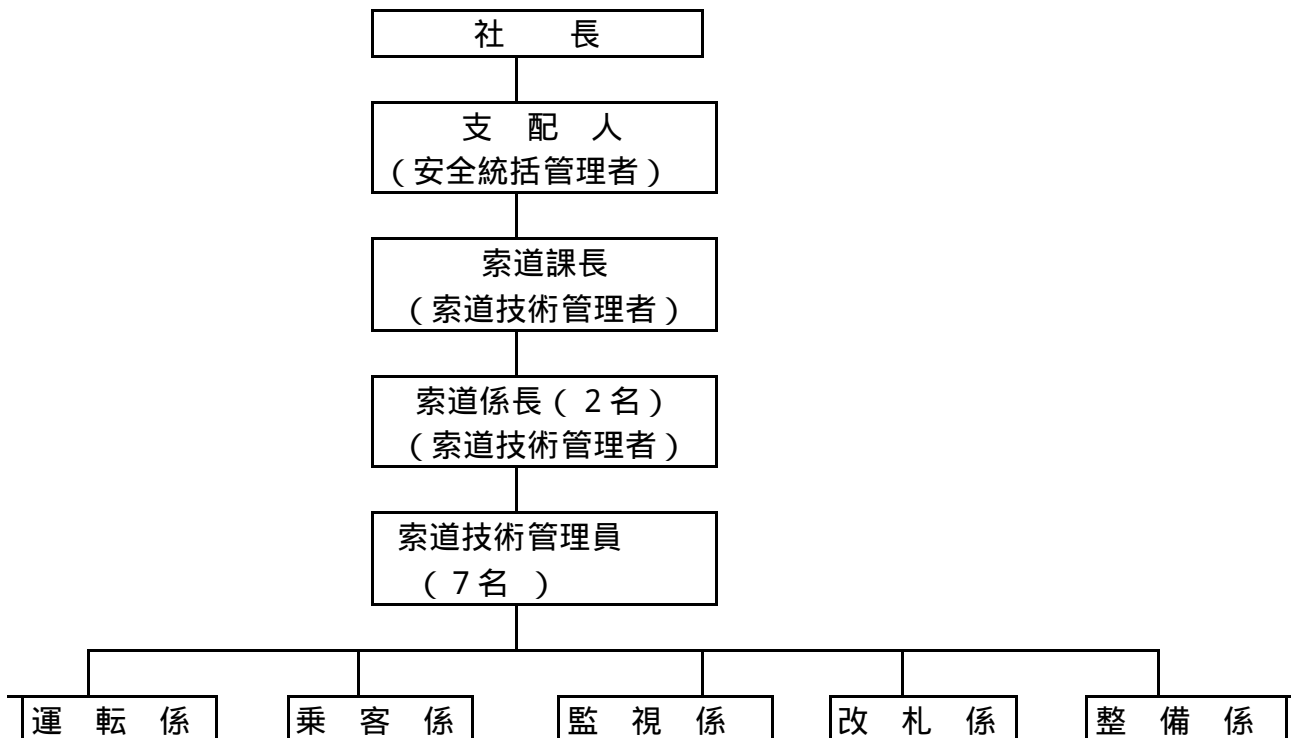 社　　長
支　配　人
（安全統括管理者）
索道課長
（索道技術管理者）
索道係長（２名）
（索道技術管理者）
索道技術管理員
（７名　）
運　転　係
乗　客　係
監　視　係
改　札　係
整　備　係